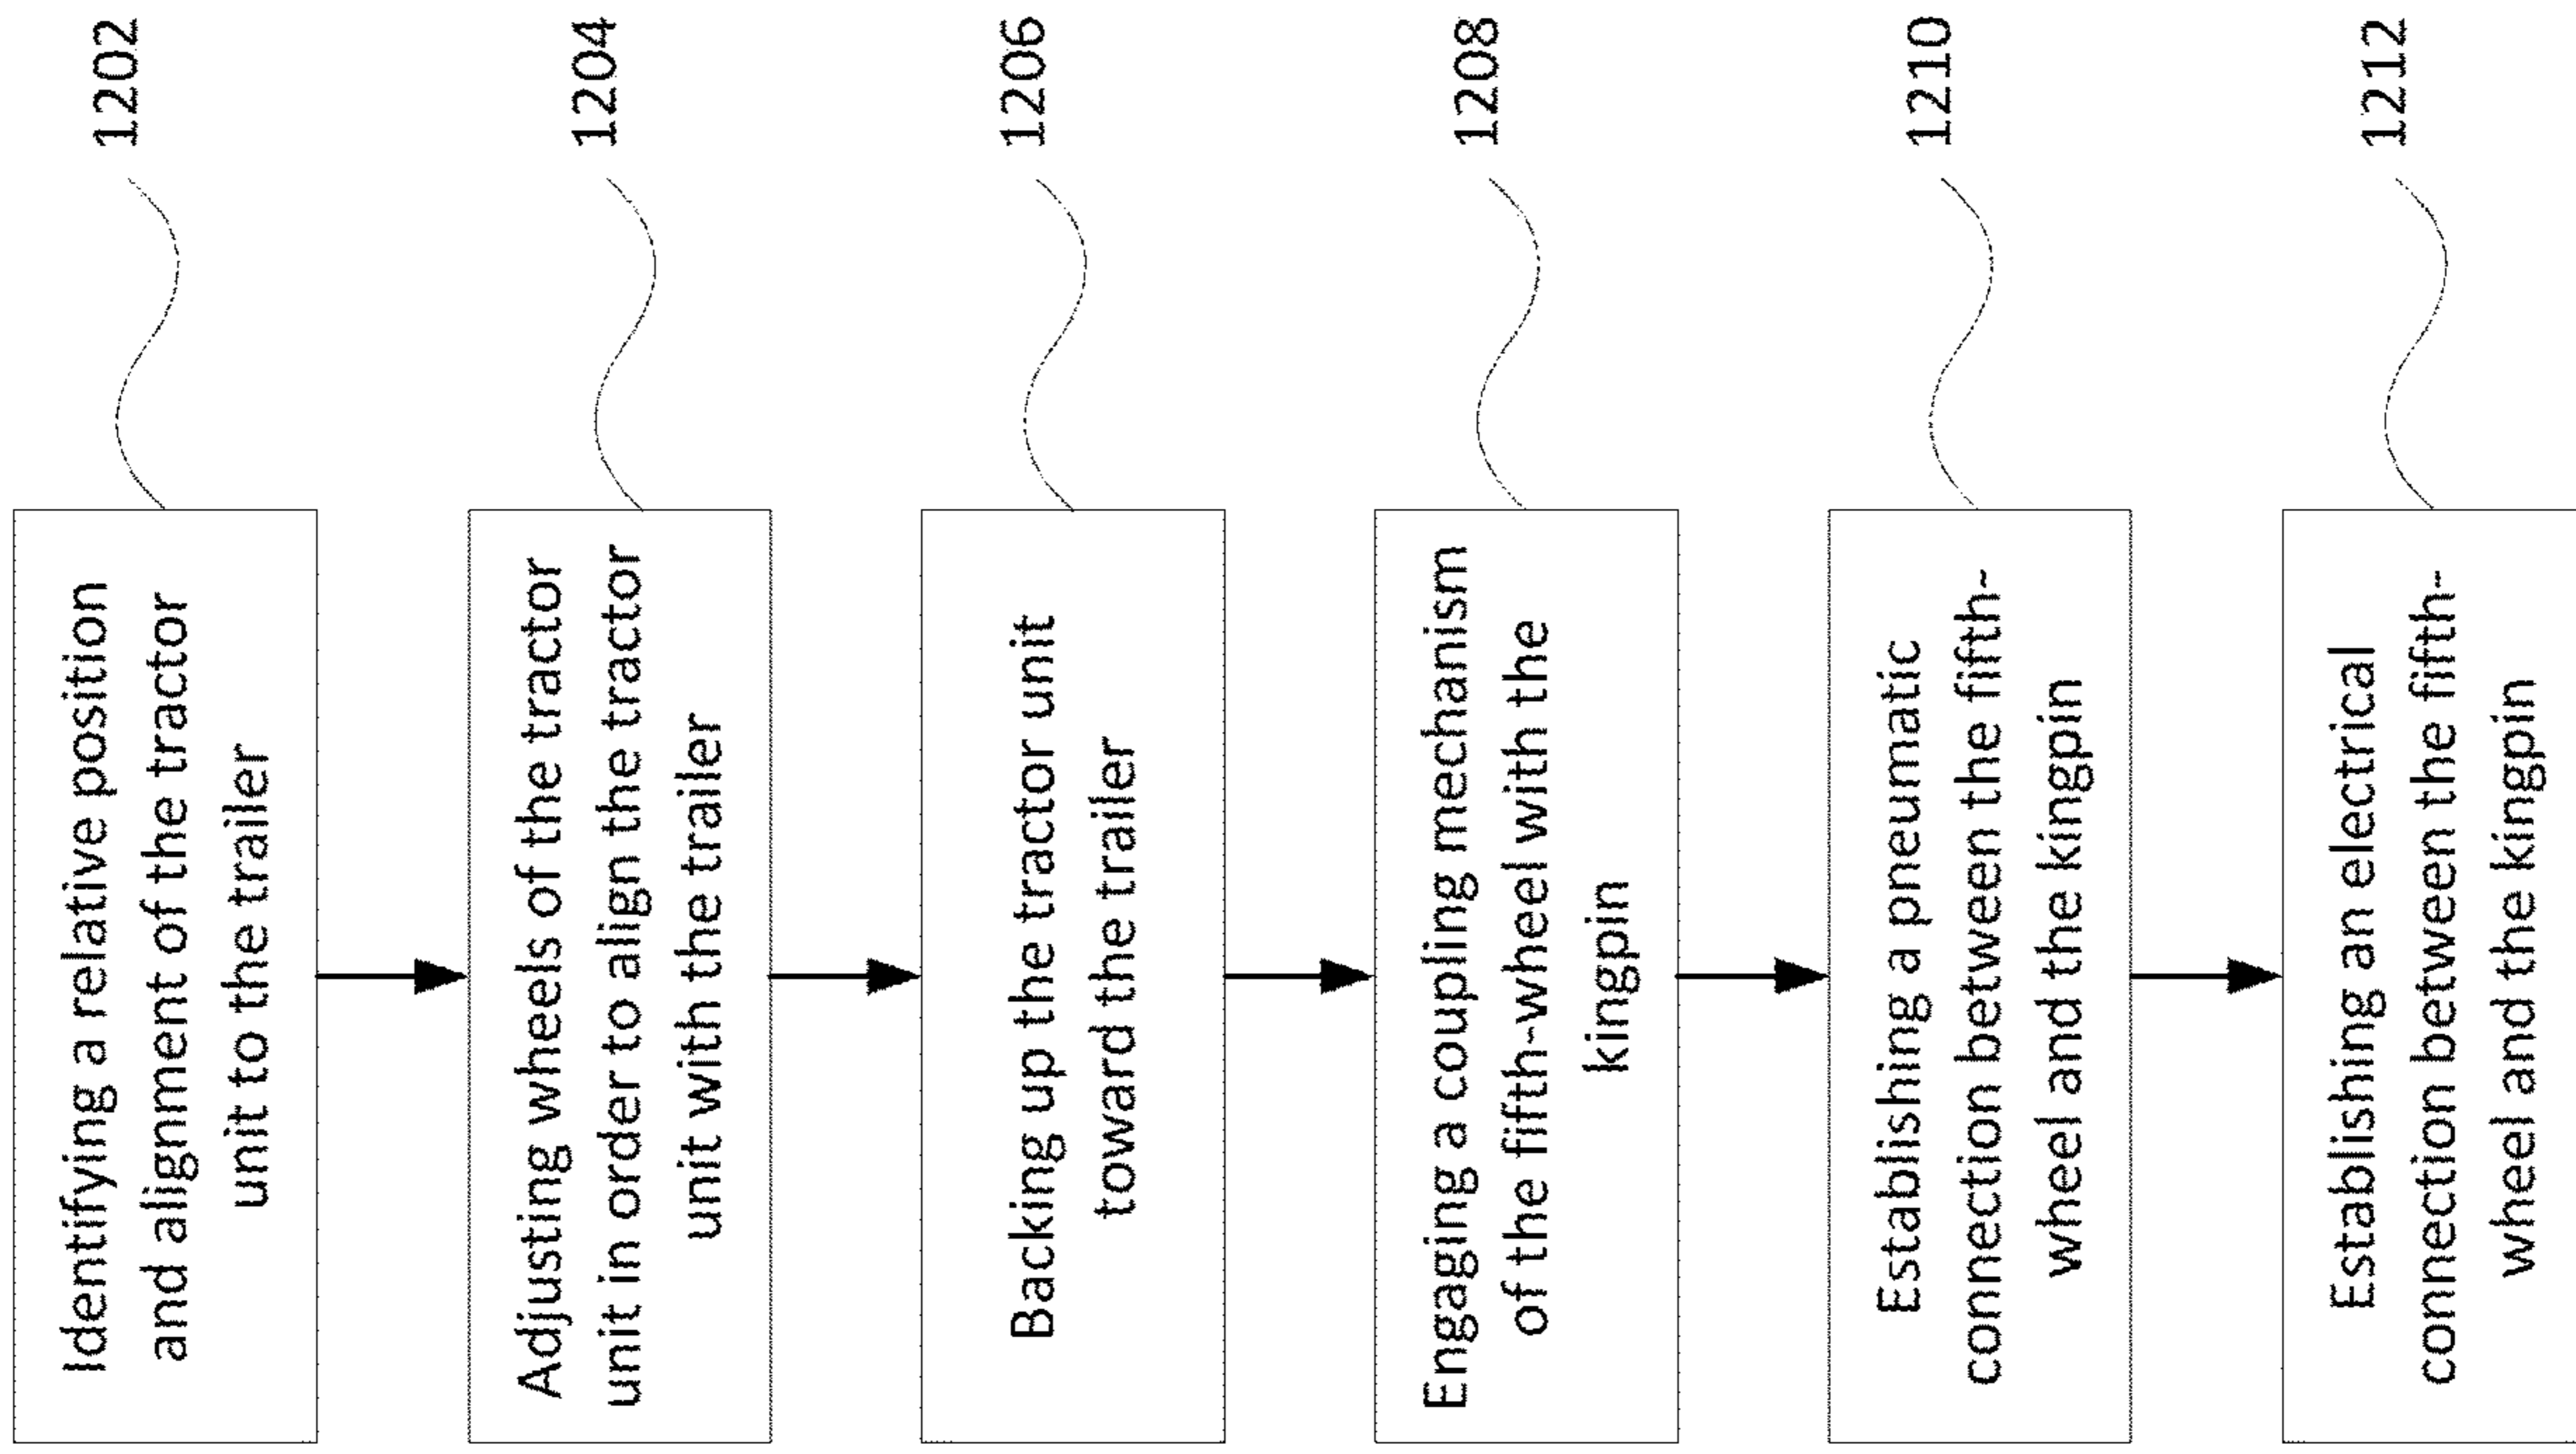 Identifying a relative position
and alignment of the tractor
unit to the trailer
1202
Adjusting wheels of the tractor
unit in order to align the tractor
unit with the trailer
1204
Backing up the tractor unit
toward the trailer
1206
Engaging a coupling mechanism
of the fifth-wheel with the
kingpin
1208
Establishing a pneumatic
connection between the fifth-
wheel and the kingpin
1210
Establishing an electrical
connection between the fifth-
wheel and the kingpin
1212